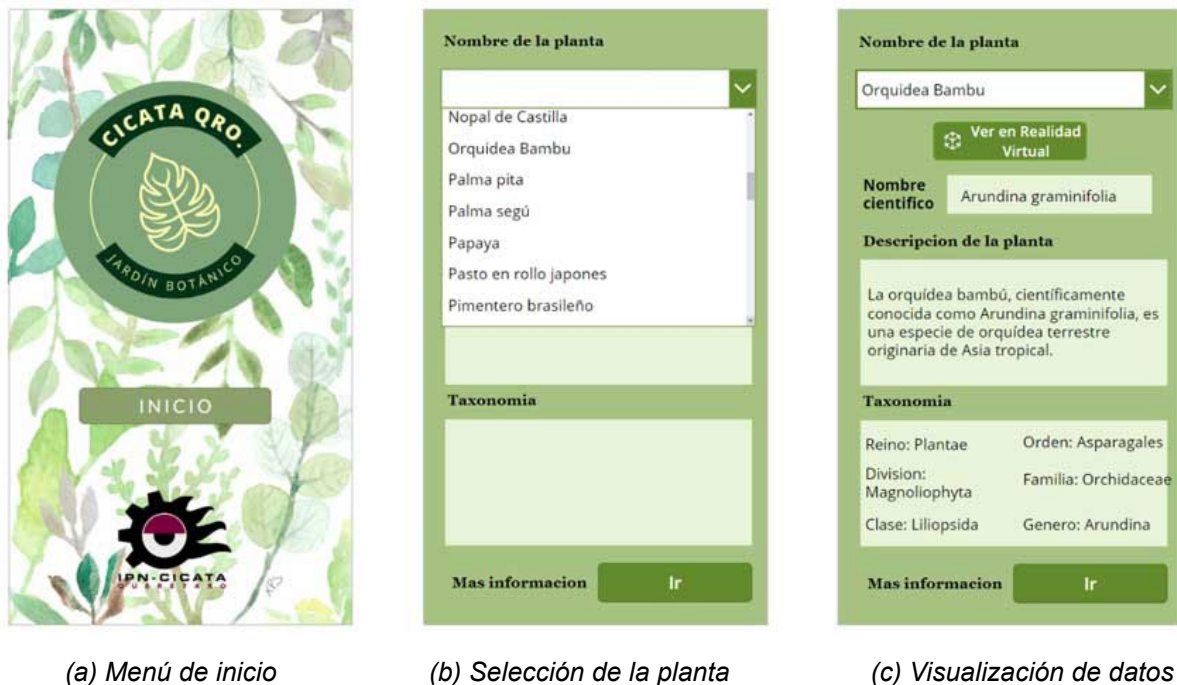 CICATA QRO.
JARDÍN BOTÁNICO
INICIO
IPN-CICATA
QUERETARO
(a) Menú de inicio
Nombre de la planta
Nopal de Castilla
Orquidea Bambu
Palma pita
Palma segú
Papaya
Pasto en rollo japones
Pimentero brasileño
Taxonomia
Mas informacion
Ir
(b) Selección de la planta
Nombre de la planta
Orquidea Bambu
Ver en Realidad
Virtual
Nombre
cientifico
Arundina graminifolia
Descripcion de la planta
La orquídea bambú, científicamente
conocida como Arundina graminifolia, es
una especie de orquídea terrestre
originaria de Asia tropical.
Taxonomia
Reino: Plantae
Orden: Asparagales
Division:
Magnoliophyta
Familia: Orchidaceae
Clase: Liliopsida
Genero: Arundina
Mas informacion
Ir
(c) Visualización de datos